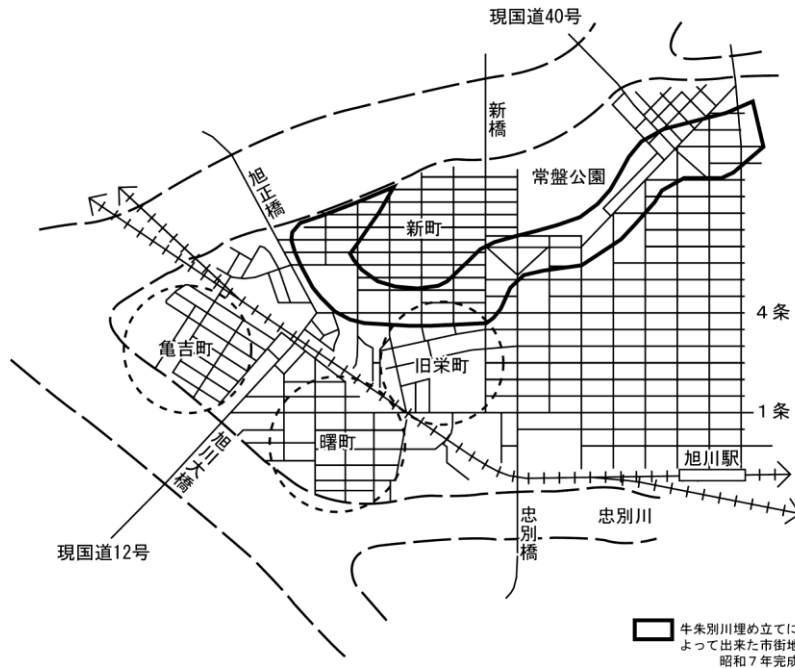 現国道40号
新橋
旭正橋
常盤公園
新町
4条
亀吉町
旧栄町
1条
曙町
旭川大橋
旭川駅
忠別橋
忠別川
現国道12号
牛朱別川埋め立てに
よって出来た市街地
昭和7年完成